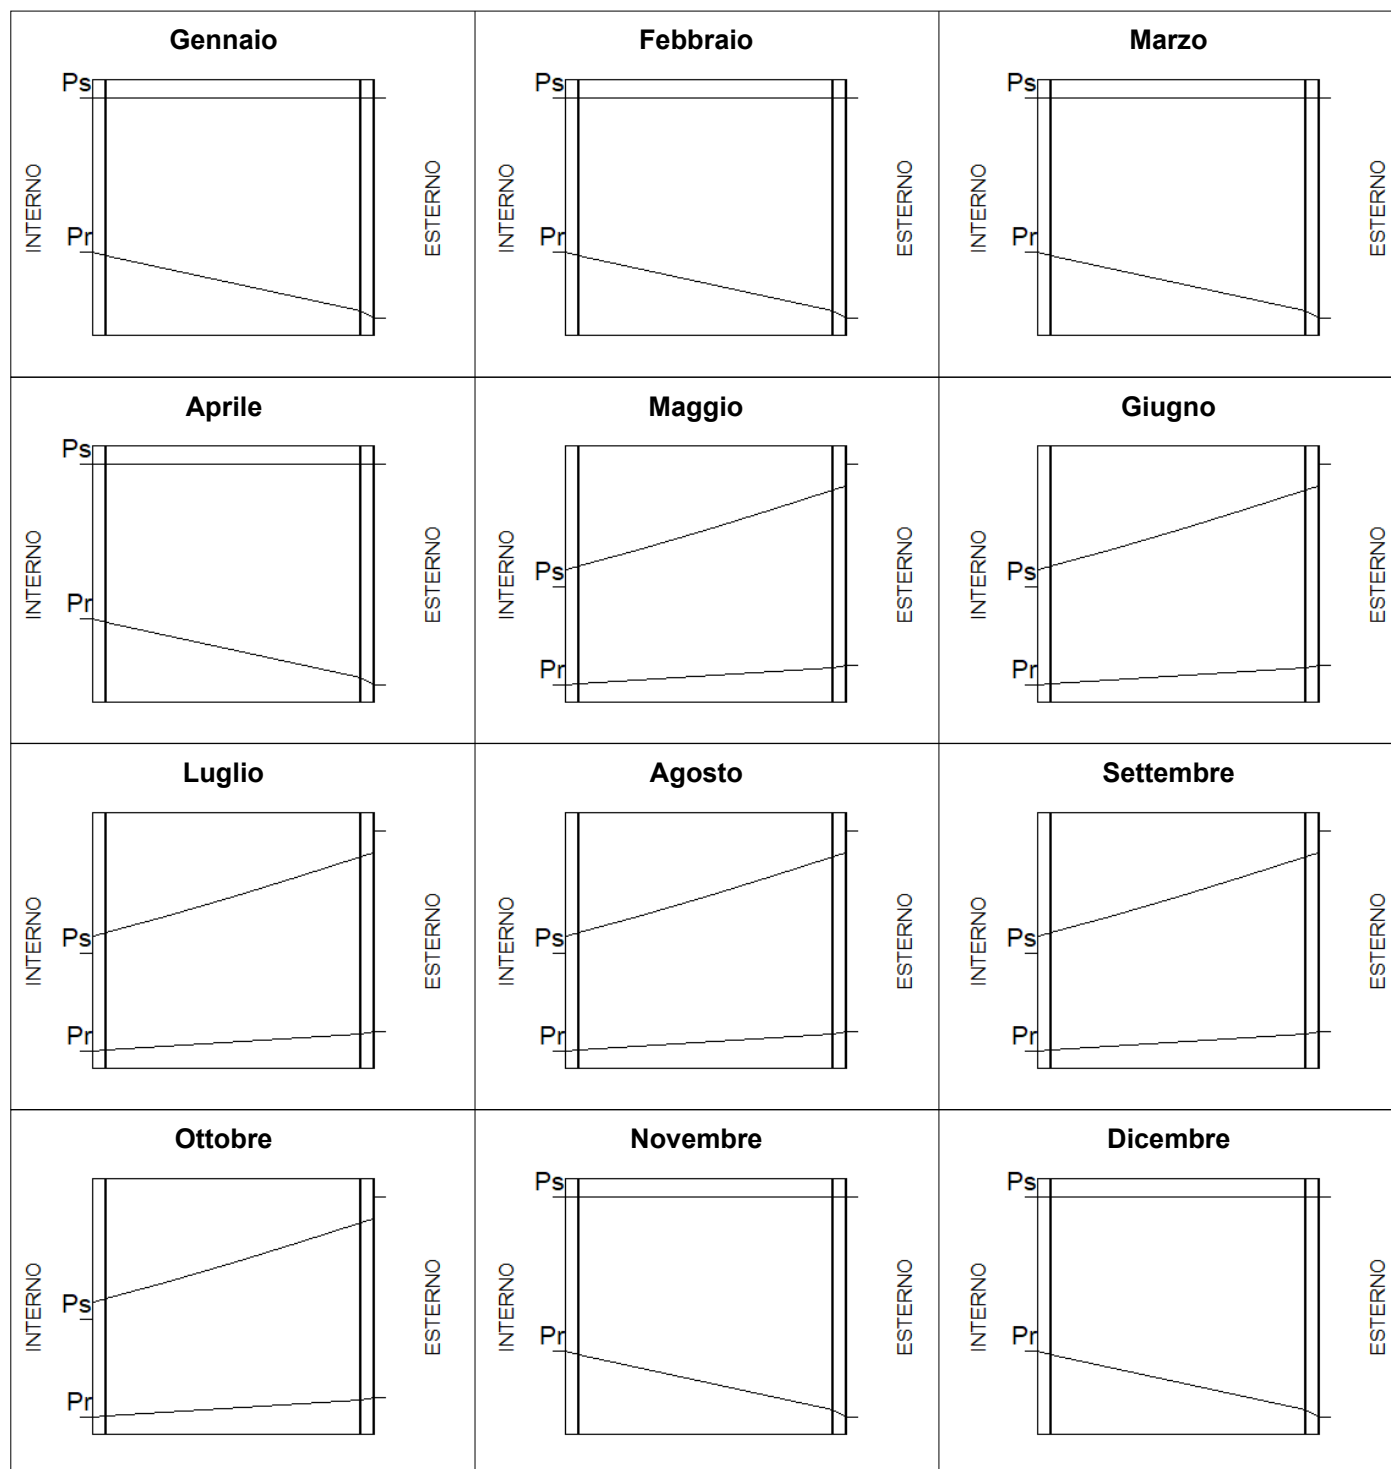 Gennaio
Ps
INTERNO
Pr
ESTERNO
Febbraio
Ps
INTERNO
Pr
ESTERNO
Marzo
Ps
INTERNO
Pr
ESTERNO
Aprile
Ps
INTERNO
Pr
ESTERNO
Maggio
INTERNO
Ps
Pr
ESTERNO
Giugno
INTERNO
Ps
Pr
ESTERNO
Luglio
INTERNO
Ps
Pr
ESTERNO
Agosto
INTERNO
Ps
Pr
ESTERNO
Settembre
INTERNO
Ps
Pr
ESTERNO
Ottobre
INTERNO
Ps
Pr
ESTERNO
Novembre
Ps
INTERNO
Pr
ESTERNO
Dicembre
Ps
INTERNO
Pr
ESTERNO